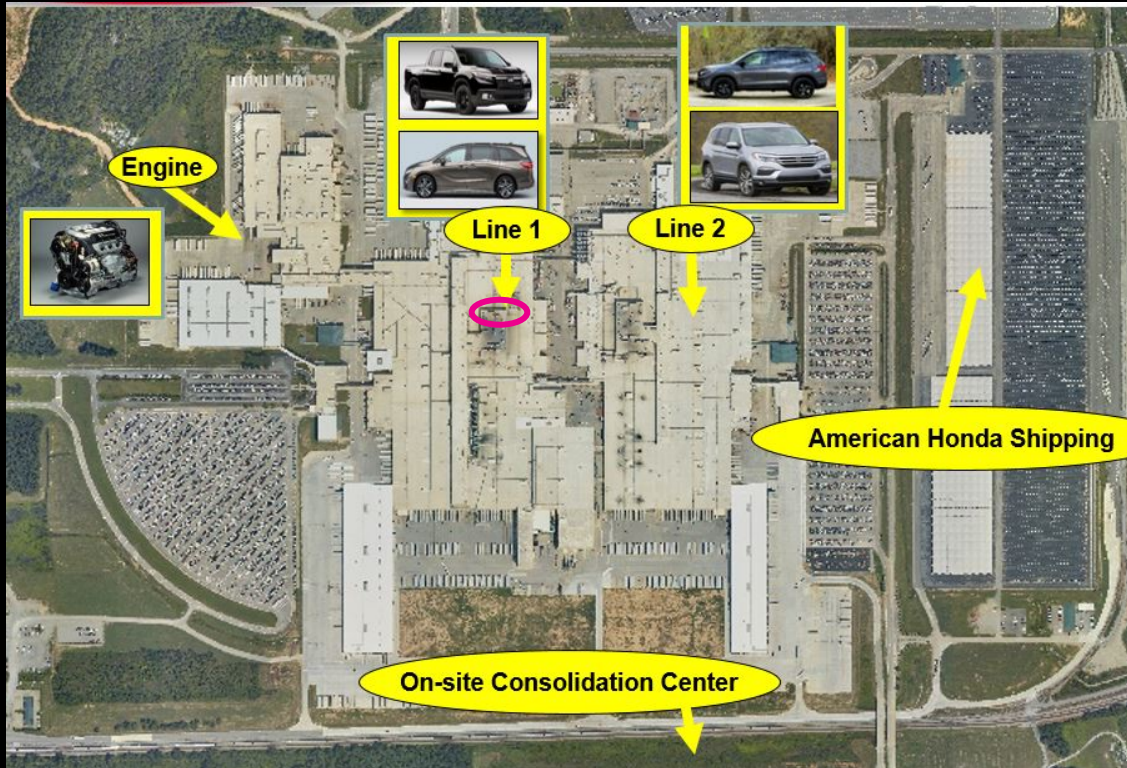 Engine
Line 1
Line 2
American Honda Shipping
On-site Consolidation Center